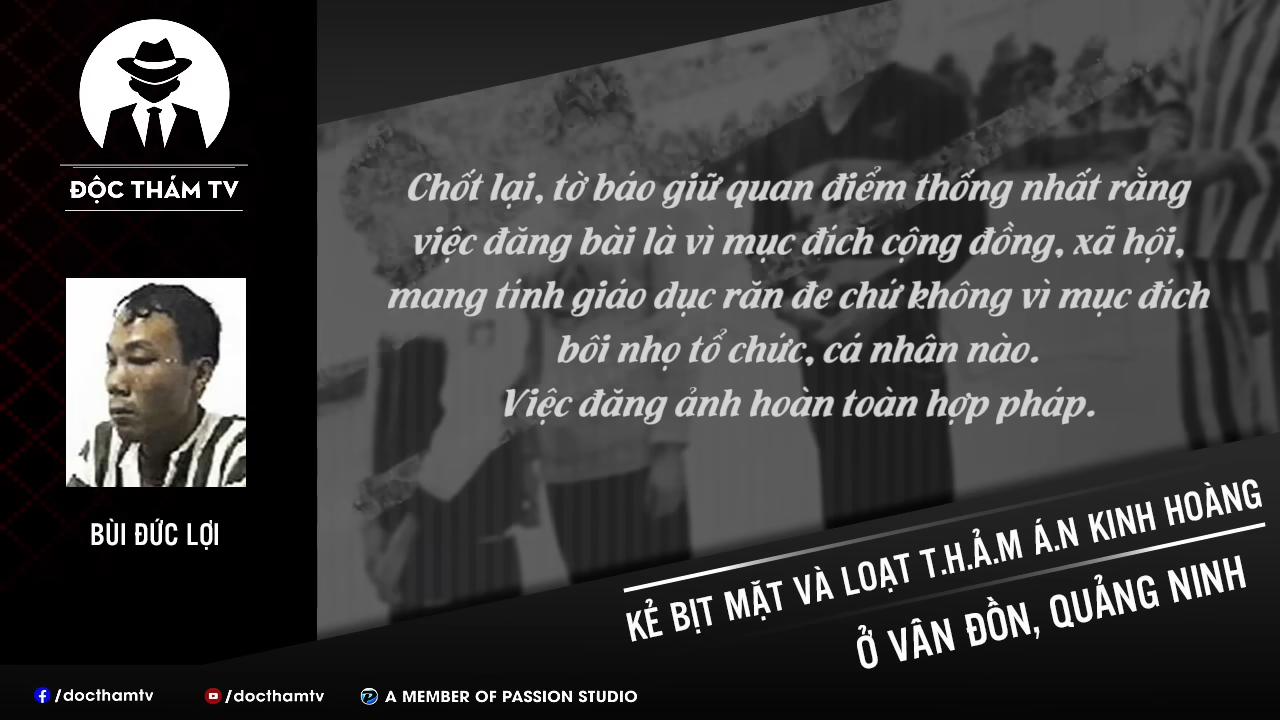 ĐỘC THÁM TV
BÙI ĐỨC LỢI
Chốt lại, tờ báo giữ quan điểm thống nhất rằng
việc đăng bài là vì mục đích cộng đồng, xã hội,
mang tính giáo dục răn đe chứ không vì mục đích
bôi nhọ tổ chức, cá nhân nào.
Việc đăng ảnh hoàn toàn hợp pháp.
KẺ BỊT MẶT VÀ LOẠT T.H.Ả.M Á.N KINH HOÀNG
Ở VÂN ĐỒN, QUẢNG NINH
/docthamtv
/docthamtv
A MEMBER OF PASSION STUDIO